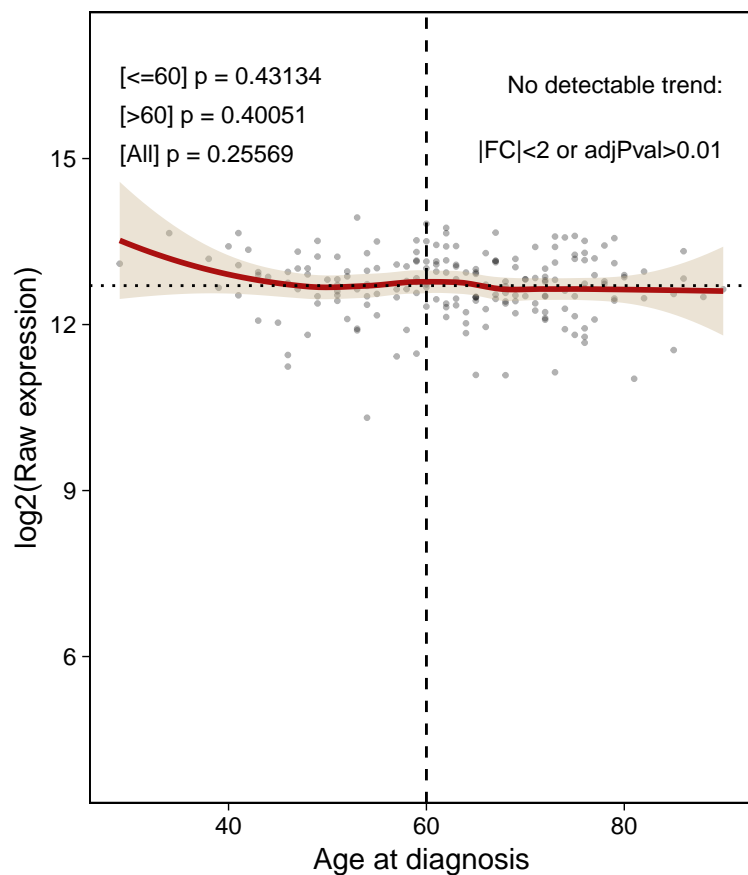 [<=60] p = 0.43134
[>60] p = 0.40051
[All] p = 0.25569
No detectable trend:
|FC|<2 or adjPval>0.01
15
12
9
6
log2(Raw expression)
40
60
80
Age at diagnosis